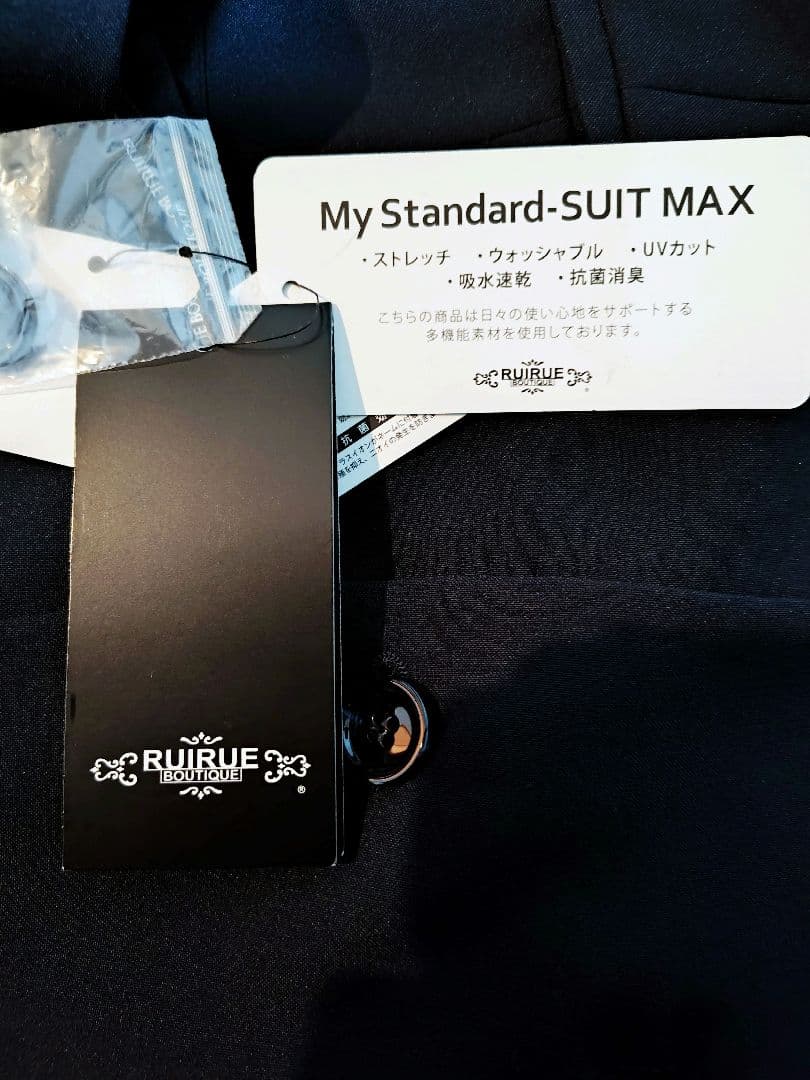 My Standard-SUIT MAX
・ストレッチ ・ウォッシャブル ・UVカット
・吸水速乾 ・抗菌消臭
こちらの商品は日々の使い心地をサポートする
多機能素材を使用しております。
RUIRUE
BOUTIQUE
®
抗菌
RUIRUE
BOUTIQUE
®